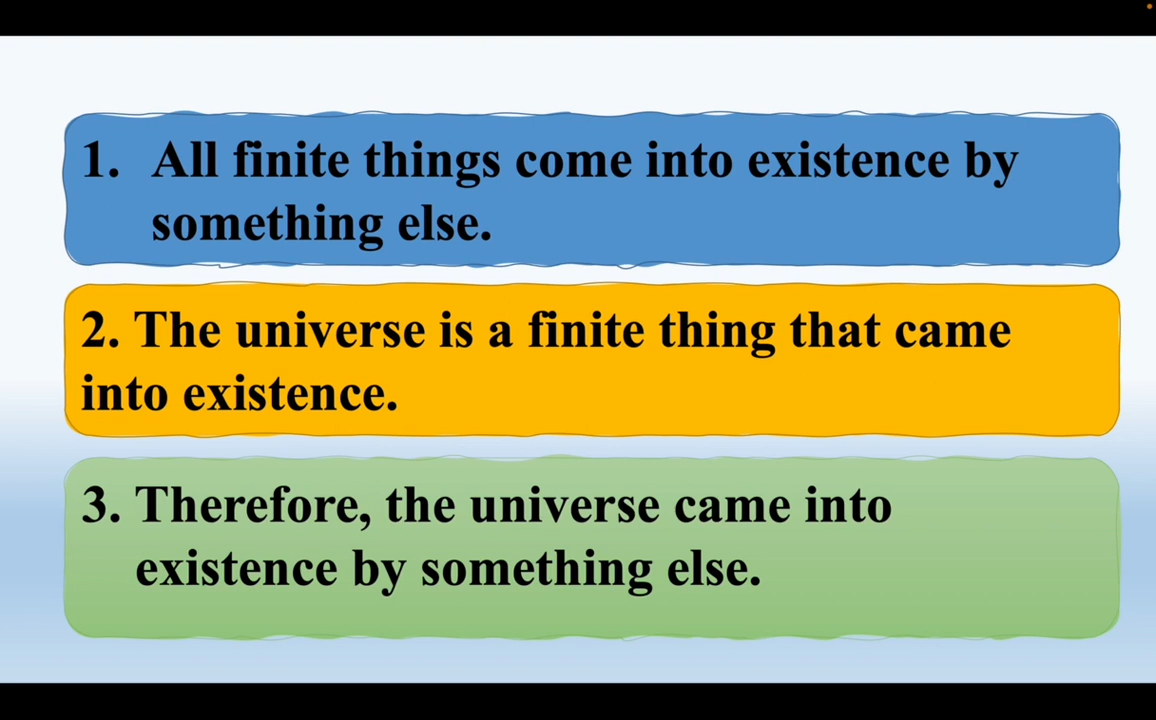 1. All finite things come into existence by
something else.
2. The universe is a finite thing that came
into existence.
3. Therefore, the universe came into
existence by something else.